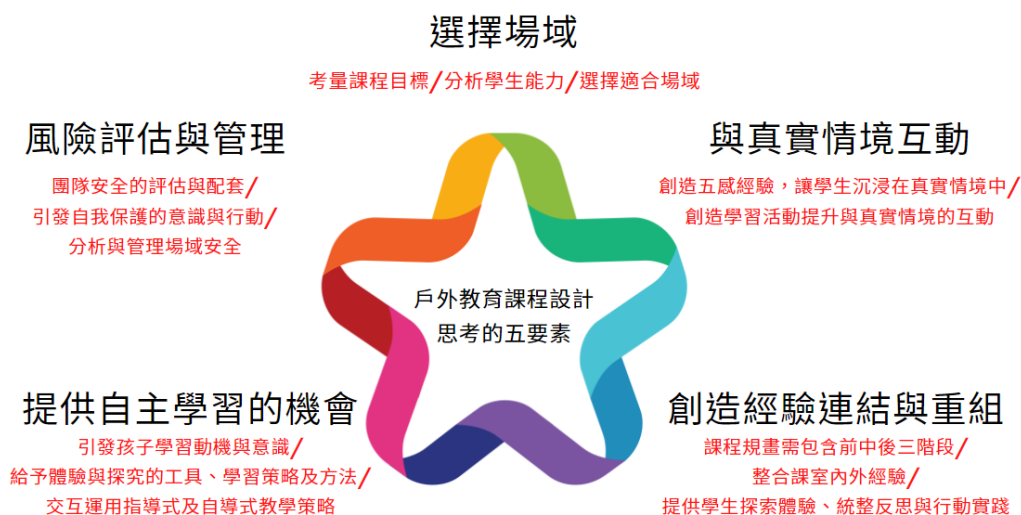 選擇場域
考量課程目標/分析學生能力/選擇適合場域
風險評估與管理
團隊安全的評估與配套/
引發自我保護的意識與行動/
分析與管理場域安全
與真實情境互動
創造五感經驗，讓學生沉浸在真實情境中/
創造學習活動提升與真實情境的互動
戶外教育課程設計
思考的五要素
提供自主學習的機會
引發孩子學習動機與意識/
給予體驗與探究的工具、學習策略及方法/
交互運用指導式及自導式教學策略
創造經驗連結與重組
課程規畫需包含前中後三階段/
整合課室內外經驗/
提供學生探索體驗、統整反思與行動實踐